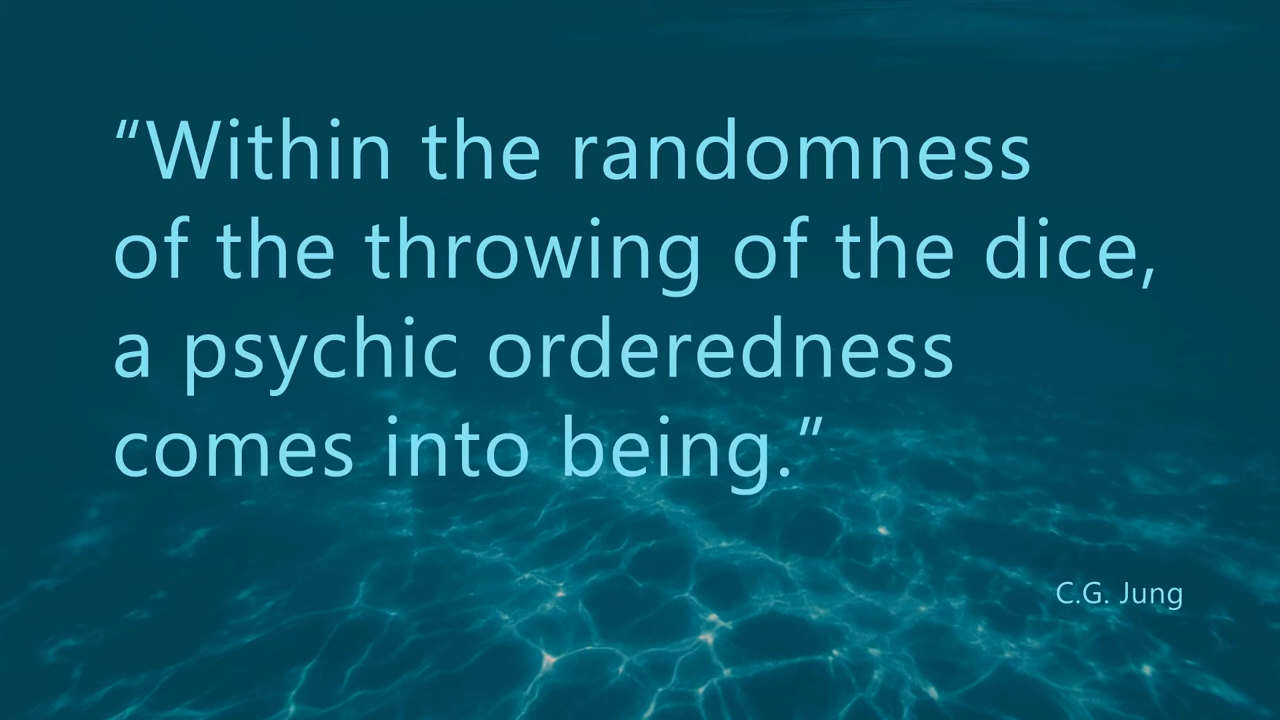 “Within the randomness
of the throwing of the dice,
a psychic orderedness
comes into being.”
C.G. Jung